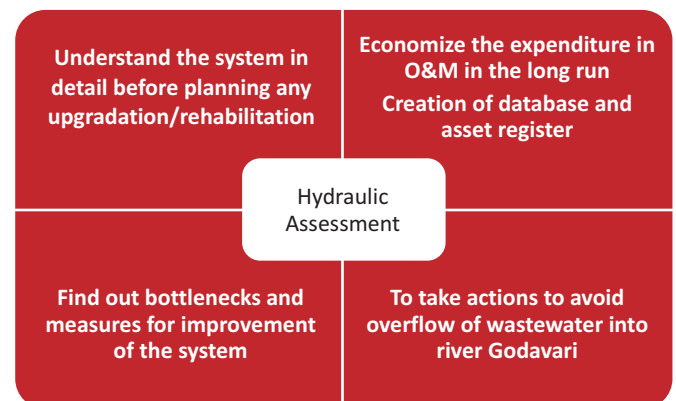 Understand the system in
detail before planning any
upgradation/rehabilitation
Economize the expenditure in
O&M in the long run
Creation of database and
asset register
Hydraulic
Assessment
Find out bottlenecks and
measures for improvement
of the system
To take actions to avoid
overflow of wastewater into
river Godavari